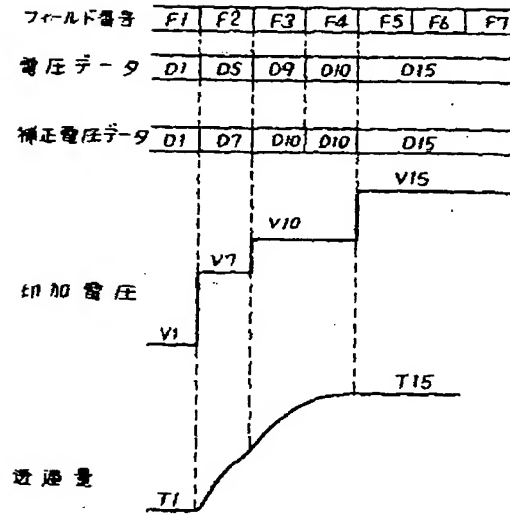 フィールド番号 F1 F2 F3 F4 F5 F6 F7
電圧データ D1 D5 D9 D10 D15
補正電圧データ D1 D7 D10 D10 D15
V15
V10
V7
印加電圧
V1
T15
透過量
T1